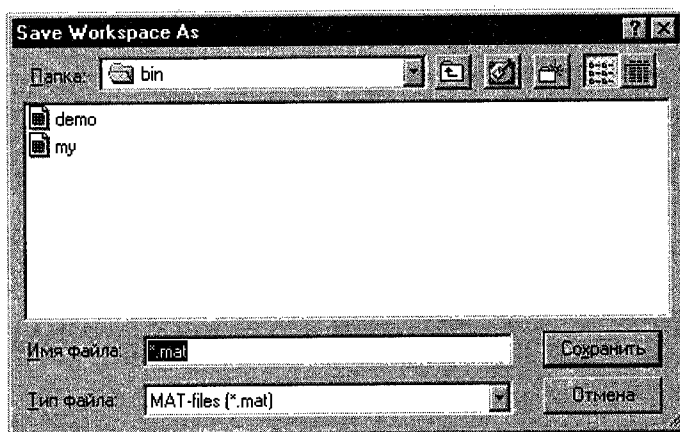 Save Workspace As
Папка: bin
demo
my
Имя файла: *.mat Сохранить
Тип файла: MAT-files (*.mat) Отмена